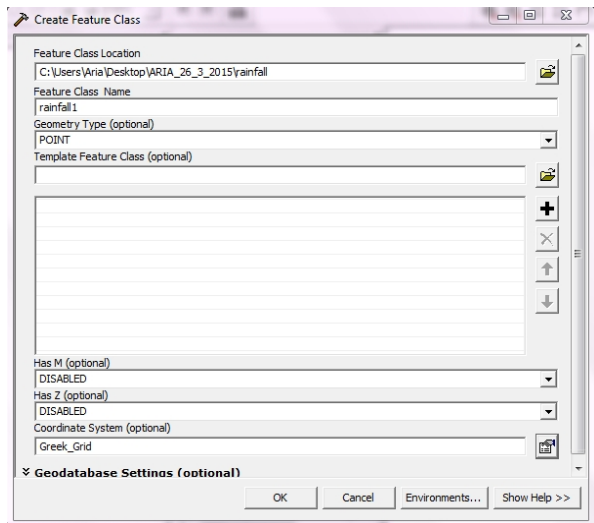 Create Feature Class
Feature Class Location
C:\Users\Aria\Desktop\ARIA_26_3_2015\rainfall
Feature Class Name
rainfall1
Geometry Type (optional)
POINT
Template Feature Class (optional)
Has M (optional)
DISABLED
Has Z (optional)
DISABLED
Coordinate System (optional)
Greek_Grid
Geodatabase Settings (optional)
OK
Cancel
Environments...
Show Help >>